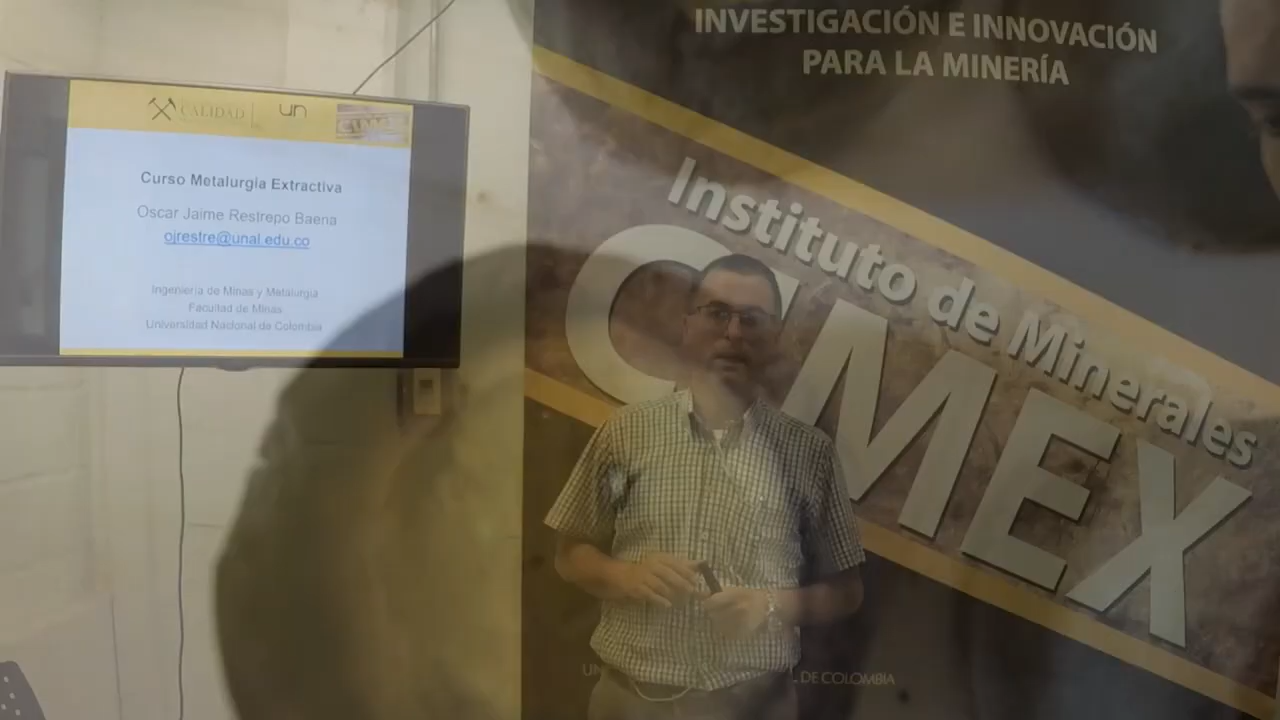 CALIDAD
un
CIMEX
Curso Metalurgia Extractiva
Oscar Jaime Restrepo Baena
ojrestre@unal.edu.co
Ingeniería de Minas y Metalurgia
Facultad de Minas
Universidad Nacional de Colombia
INVESTIGACIÓN E INNOVACIÓN
PARA LA MINERÍA
Instituto de Minerales
CIMEX
DE COLOMBIA